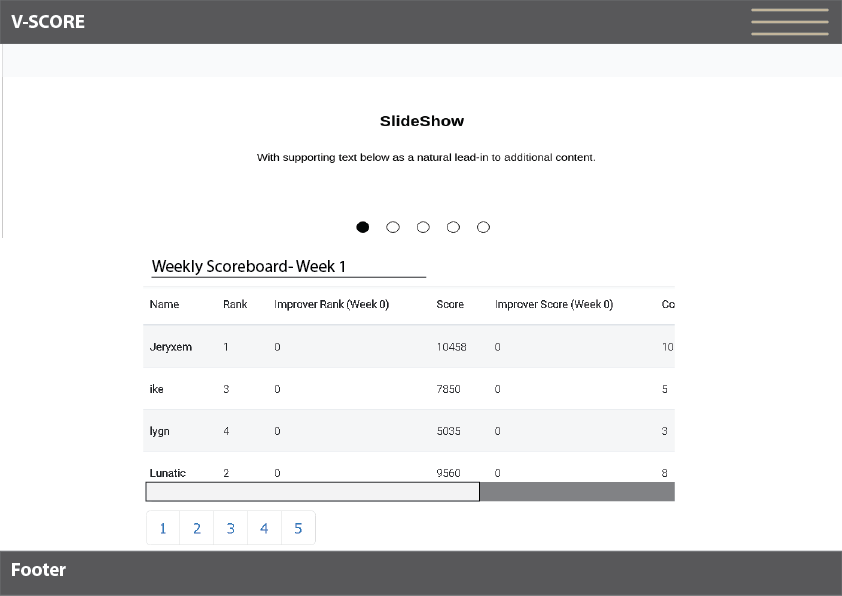 V-SCORE
SlideShow
With supporting text below as a natural lead-in to additional content.
Weekly Scoreboard- Week 1
Name Rank Improver Rank (Week 0) Score Improver Score (Week 0) Cc
Jeryxem 1 0 10458 0 10
ike 3 0 7850 0 5
lygn 4 0 5035 0 3
Lunatic 2 0 9560 0 8
1 2 3 4 5
Footer